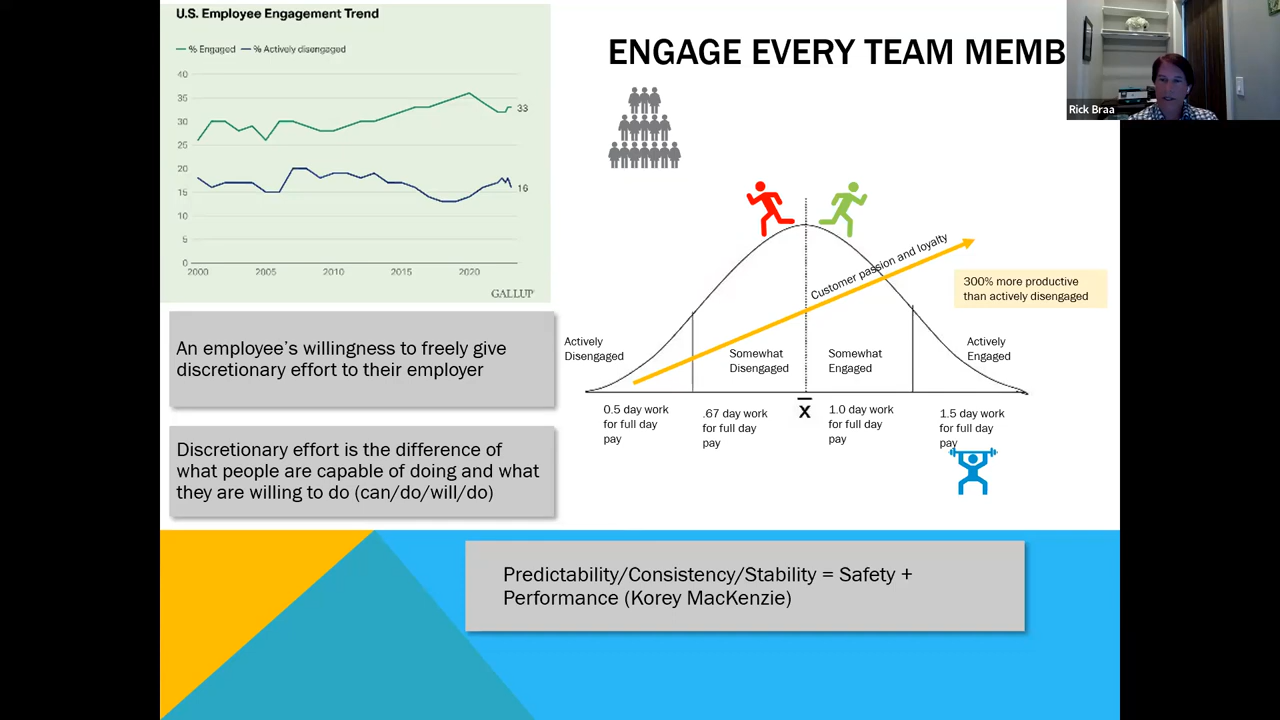 U.S. Employee Engagement Trend
% Engaged % Actively disengaged
40
35
30
25
20
15
10
5
0
33
16
2000 2005 2010 2015 2020
GALLUP
ENGAGE EVERY TEAM MEMB
Rick Braa
Customer passion and loyalty
300% more productive
than actively disengaged
Actively
Disengaged
Somewhat
Disengaged
Somewhat
Engaged
Actively
Engaged
0.5 day work
for full day
pay
.67 day work
for full day
pay
X
1.0 day work
for full day
pay
1.5 day work
for full day
pay
An employee's willingness to freely give
discretionary effort to their employer
Discretionary effort is the difference of
what people are capable of doing and what
they are willing to do (can/do/will/do)
Predictability/Consistency/Stability = Safety +
Performance (Korey MacKenzie)